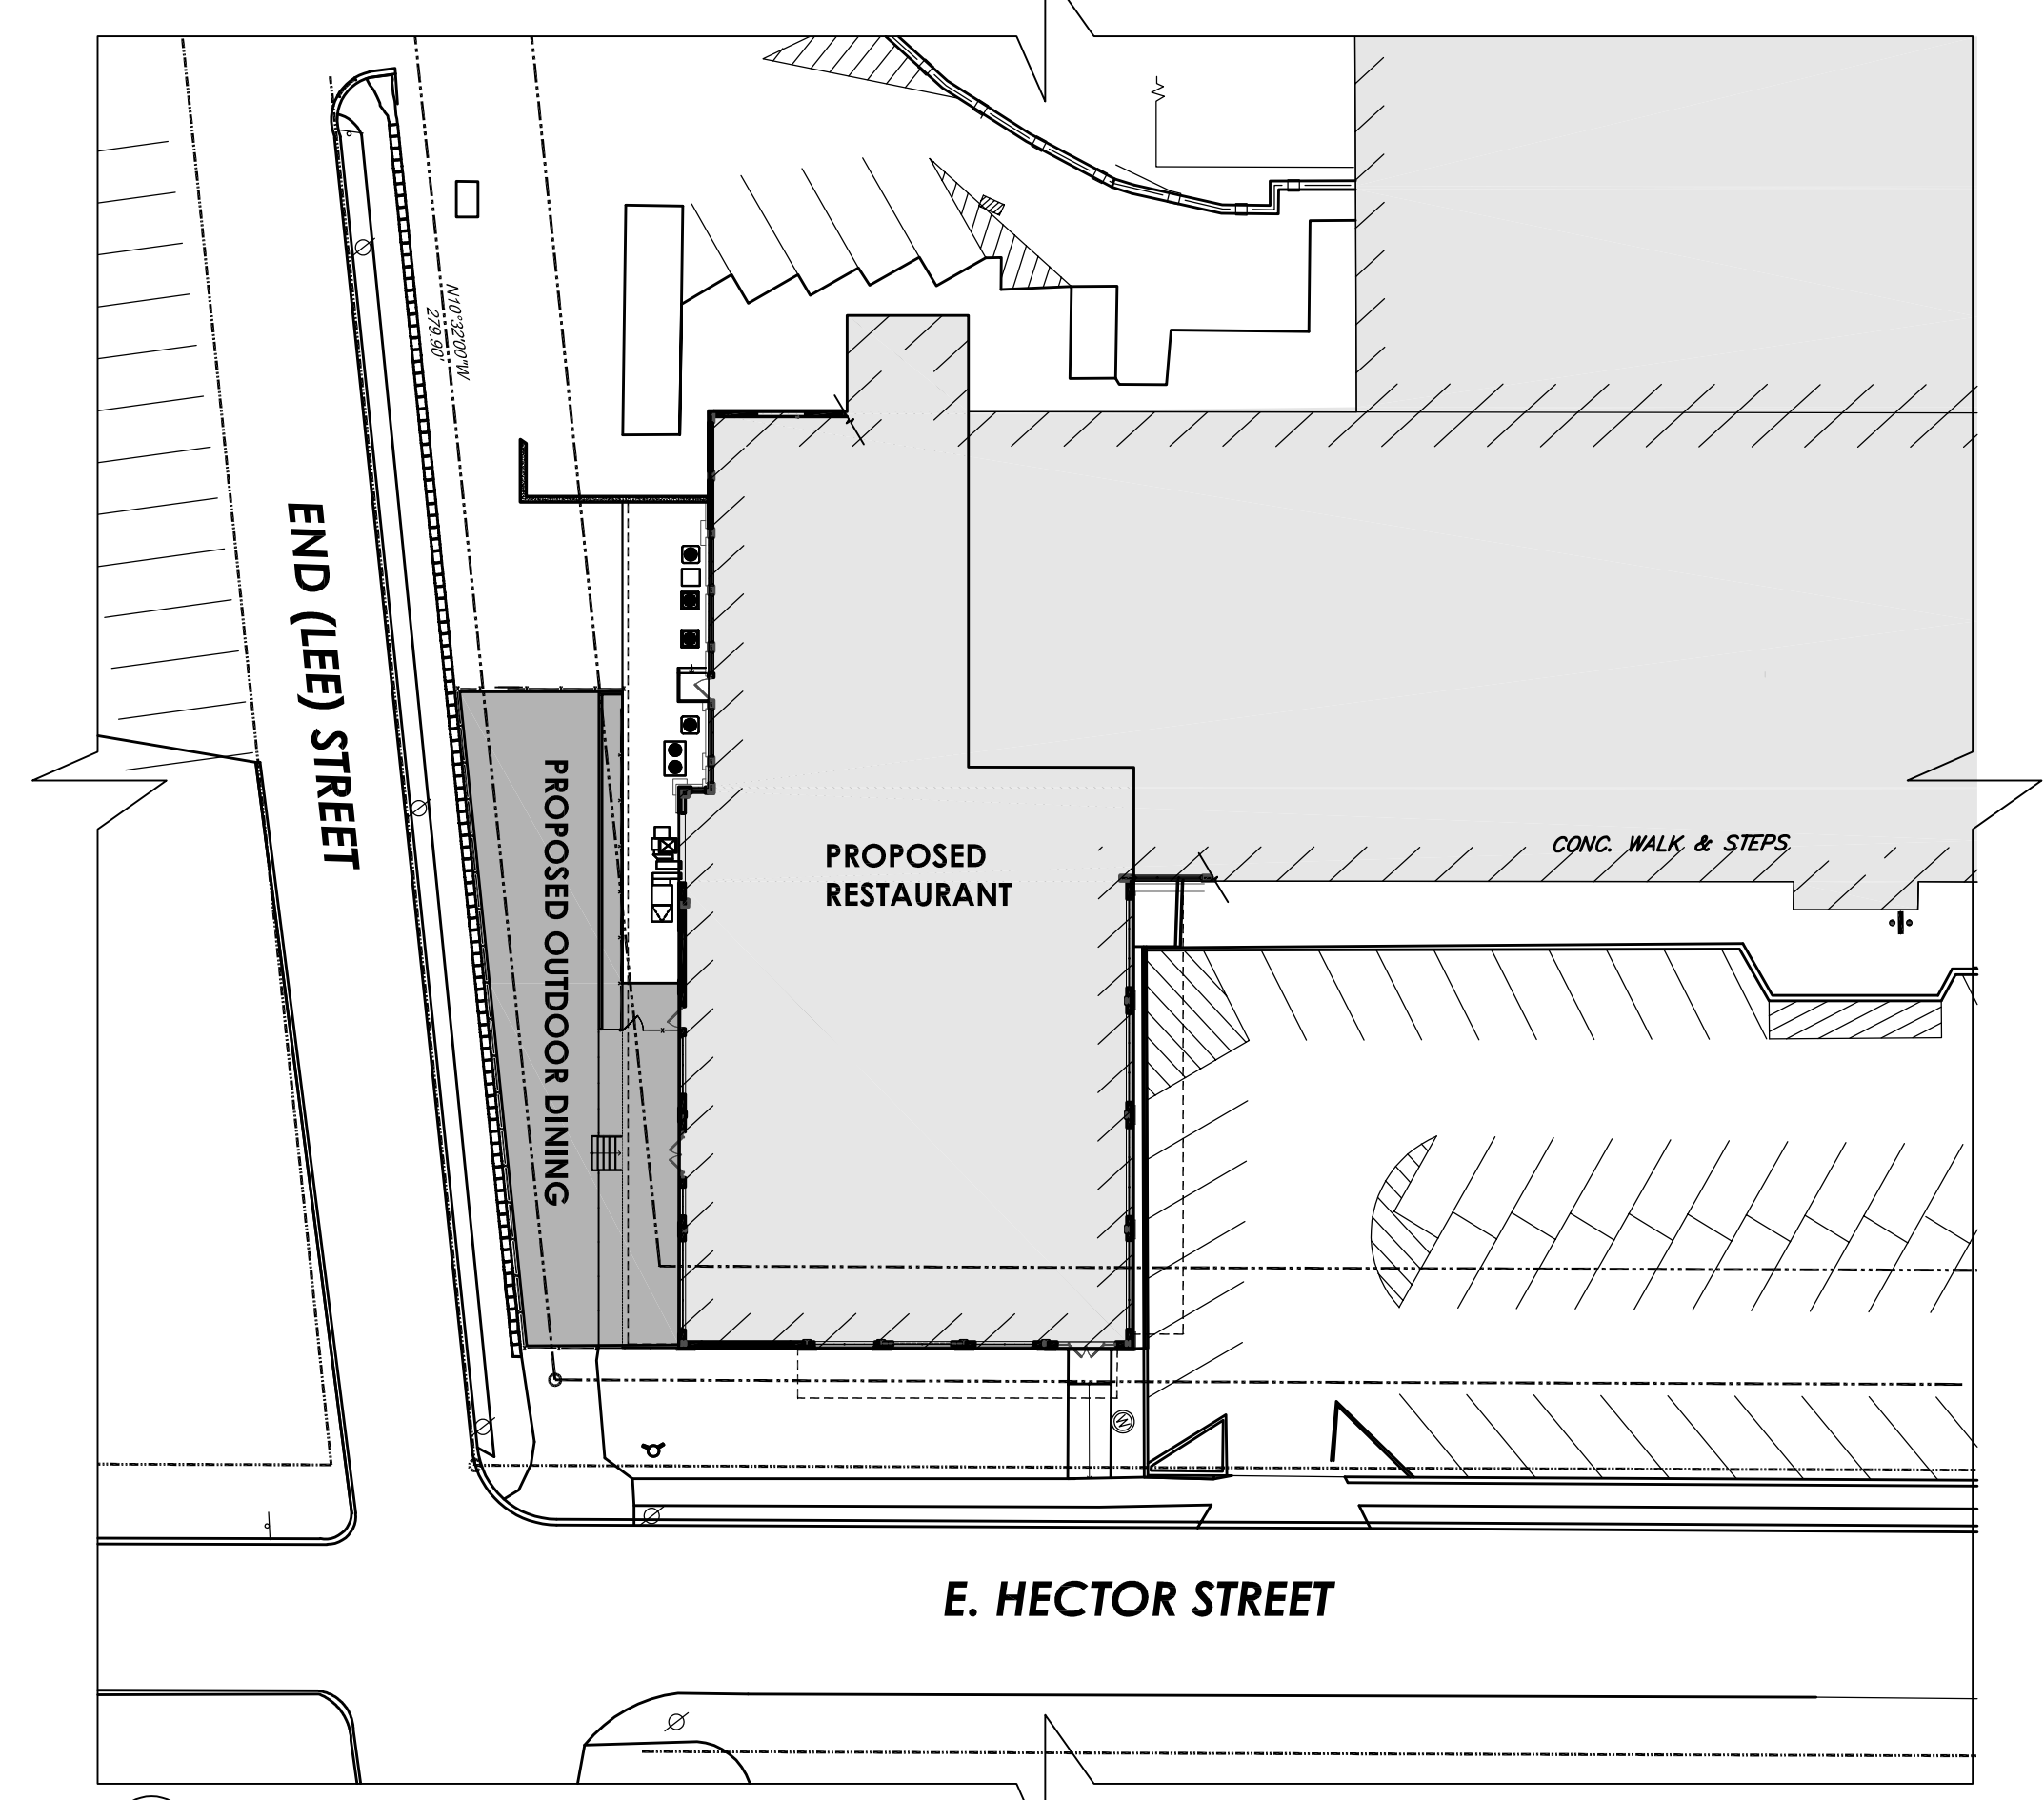 N10°32'00"W
279.90'
END (LEE) STREET
PROPOSED OUTDOOR DINING
PROPOSED
RESTAURANT
CONC. WALK & STEPS
W
E. HECTOR STREET